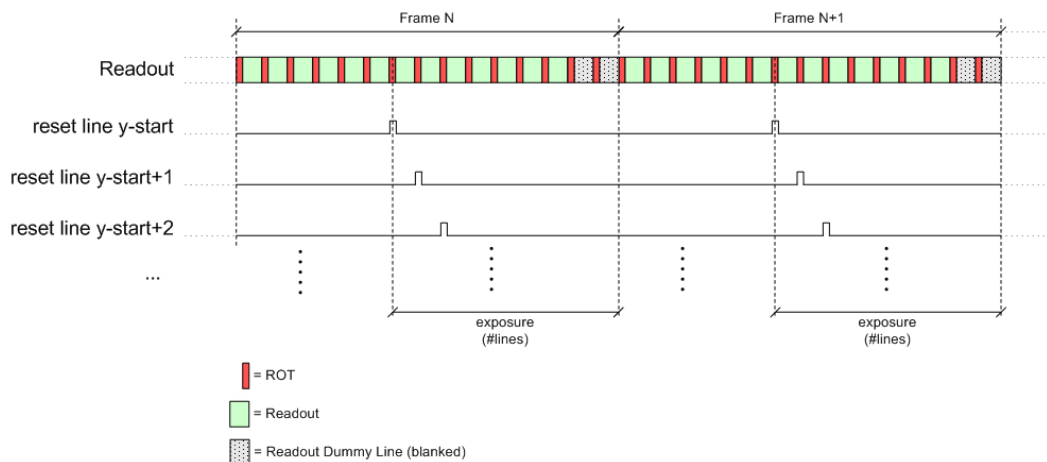 Frame N
Frame N+1
Readout
reset line y-start
reset line y-start+1
reset line y-start+2
...
exposure
(#lines)
exposure
(#lines)
= ROT
= Readout
= Readout Dummy Line (blanked)